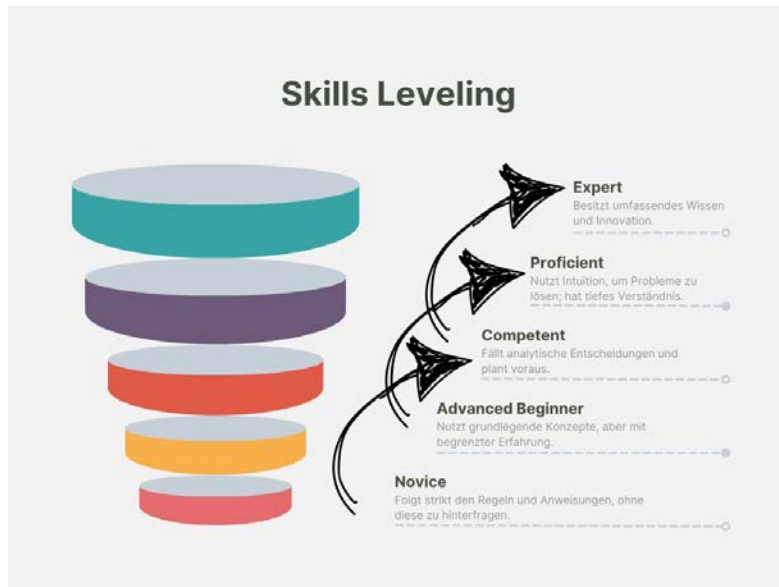 Skills Leveling
Expert
Besitzt umfassendes Wissen
und Innovation.
Proficient
Nutzt Intuition, um Probleme zu
lösen; hat tiefes Verständnis.
Competent
Fällt analytische Entscheidungen und
plant voraus.
Advanced Beginner
Nutzt grundlegende Konzepte, aber mit
begrenzter Erfahrung.
Novice
Folgt strikt den Regeln und Anweisungen, ohne
diese zu hinterfragen.